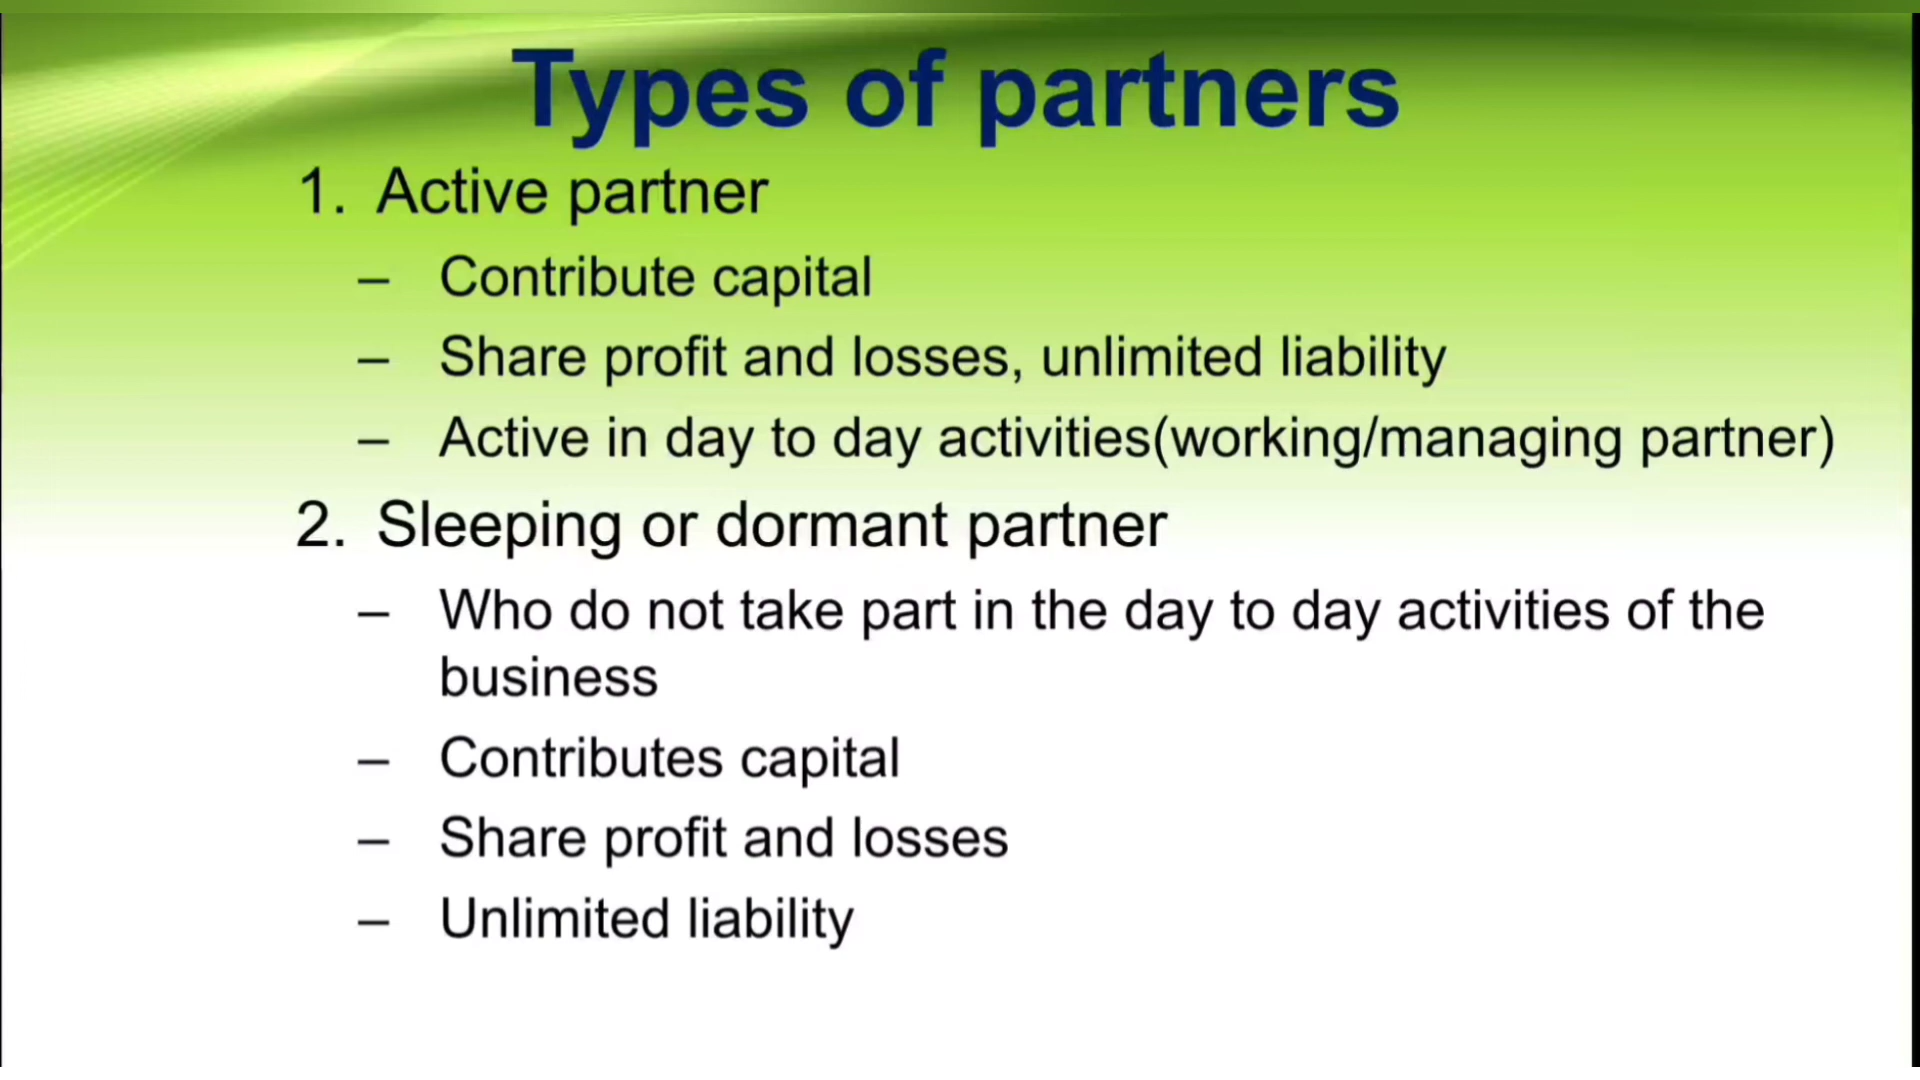 Types of partners
1. Active partner
– Contribute capital
– Share profit and losses, unlimited liability
– Active in day to day activities(working/managing partner)
2. Sleeping or dormant partner
– Who do not take part in the day to day activities of the
business
– Contributes capital
– Share profit and losses
– Unlimited liability